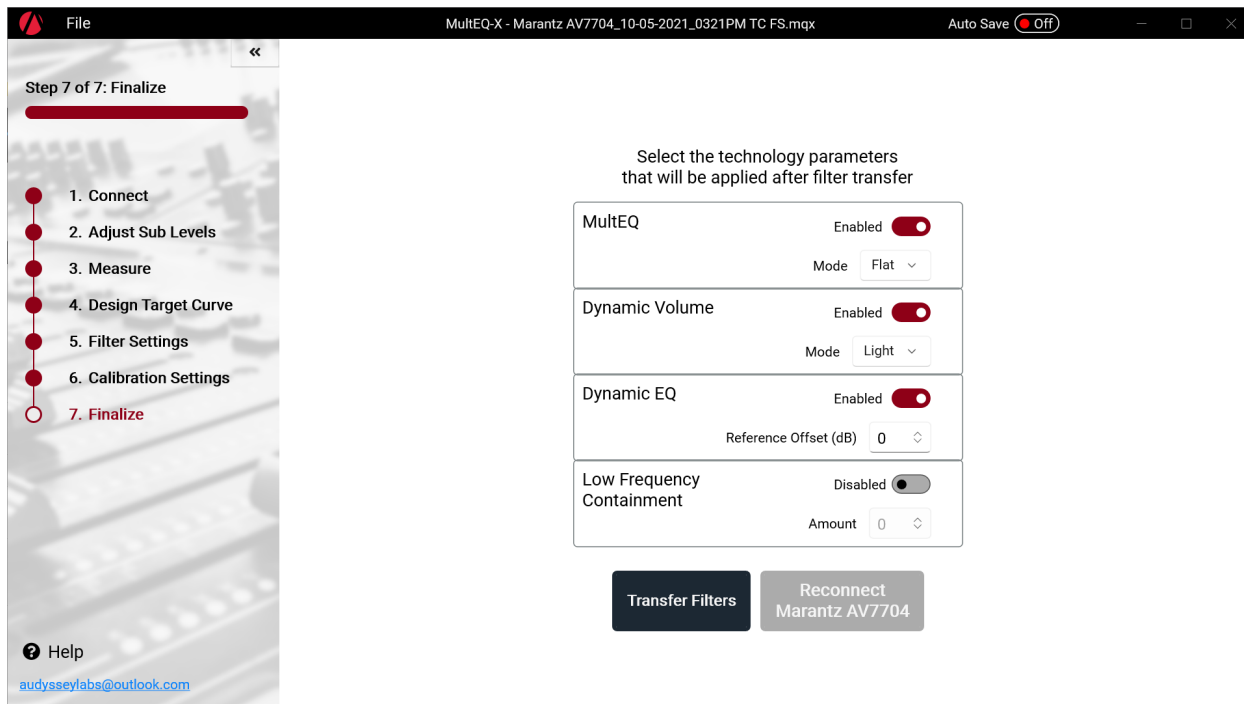 File
MultEQ-X - Marantz AV7704_10-05-2021_0321PM TC FS.mqx
Auto Save Off
«
Step 7 of 7: Finalize
1. Connect
2. Adjust Sub Levels
3. Measure
4. Design Target Curve
5. Filter Settings
6. Calibration Settings
7. Finalize
Help
audysseylabs@outlook.com
Select the technology parameters
that will be applied after filter transfer
MultEQ
Enabled
Mode Flat
Dynamic Volume
Enabled
Mode Light
Dynamic EQ
Enabled
Reference Offset (dB) 0
Low Frequency
Containment
Disabled
Amount 0
Transfer Filters
Reconnect
Marantz AV7704